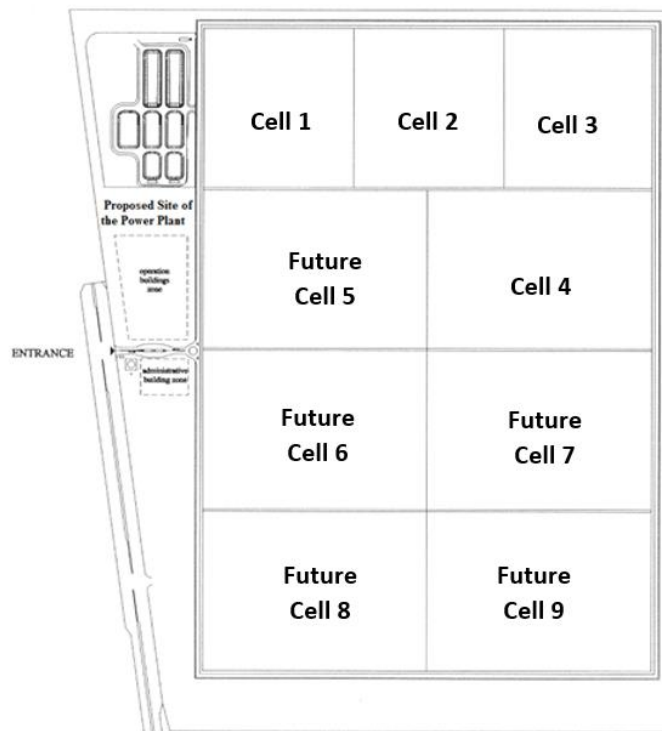 Cell 1
Cell 2
Cell 3
Proposed Site of
the Power Plant
operation
buildings
zone
Future
Cell 5
Cell 4
ENTRANCE
administrative
building zone
Future
Cell 6
Future
Cell 7
Future
Cell 8
Future
Cell 9